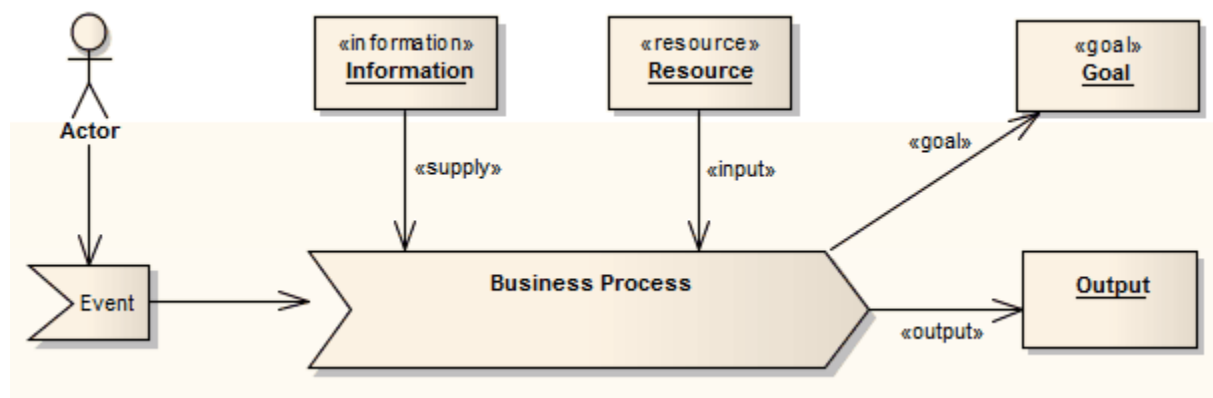 «information»
Information
«resource»
Resource
«goal»
Goal
Actor
«supply»
«input»
«goal»
Event
Business Process
Output
«output»